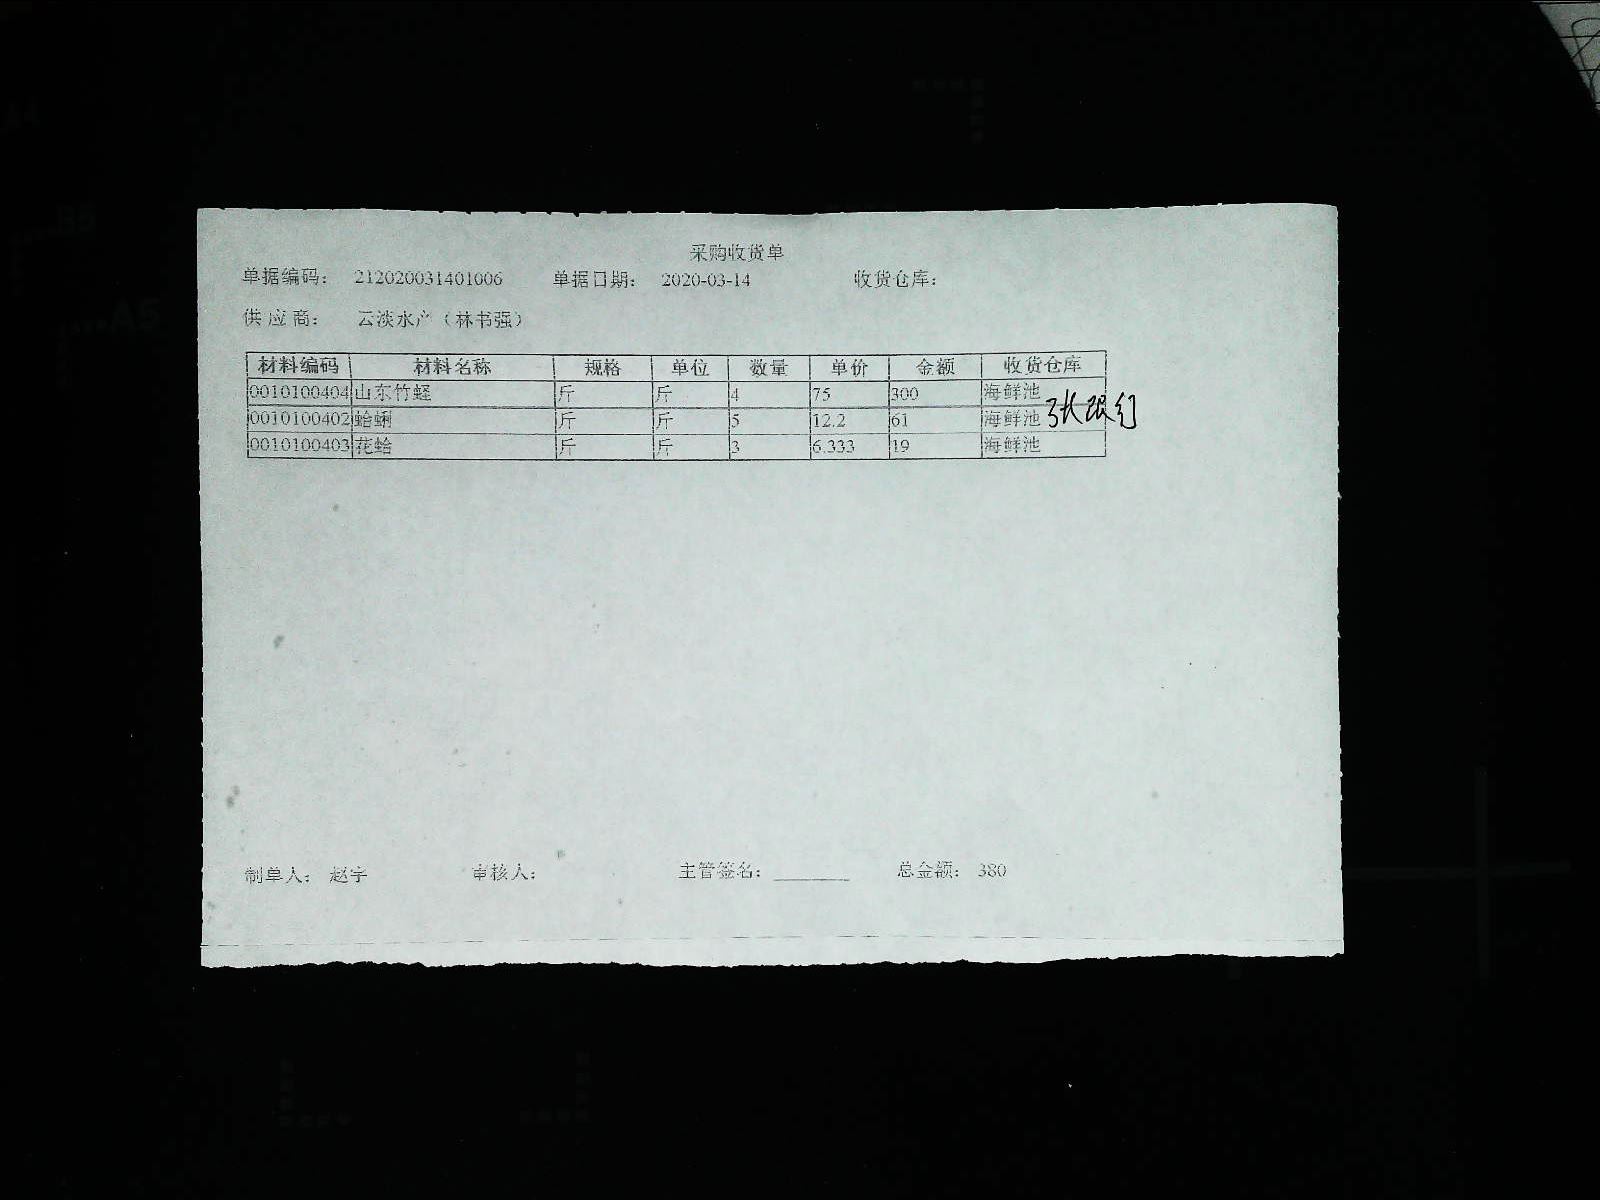 采购收货单
单据编码： 212020031401006 单据日期： 2020-03-14 收货仓库：
供应商： 云淡水产（林书强）
材料编码 材料名称 规格 单位 数量 单价 金额 收货仓库
0010100404 山东竹蛏 斤 斤 4 75 300 海鲜池
0010100402 蛤蜊 斤 斤 5 12.2 61 海鲜池
0010100403 花蛤 斤 斤 3 6.333 19 海鲜池
制单人： 赵宇 审核人： 主管签名： 总金额： 380